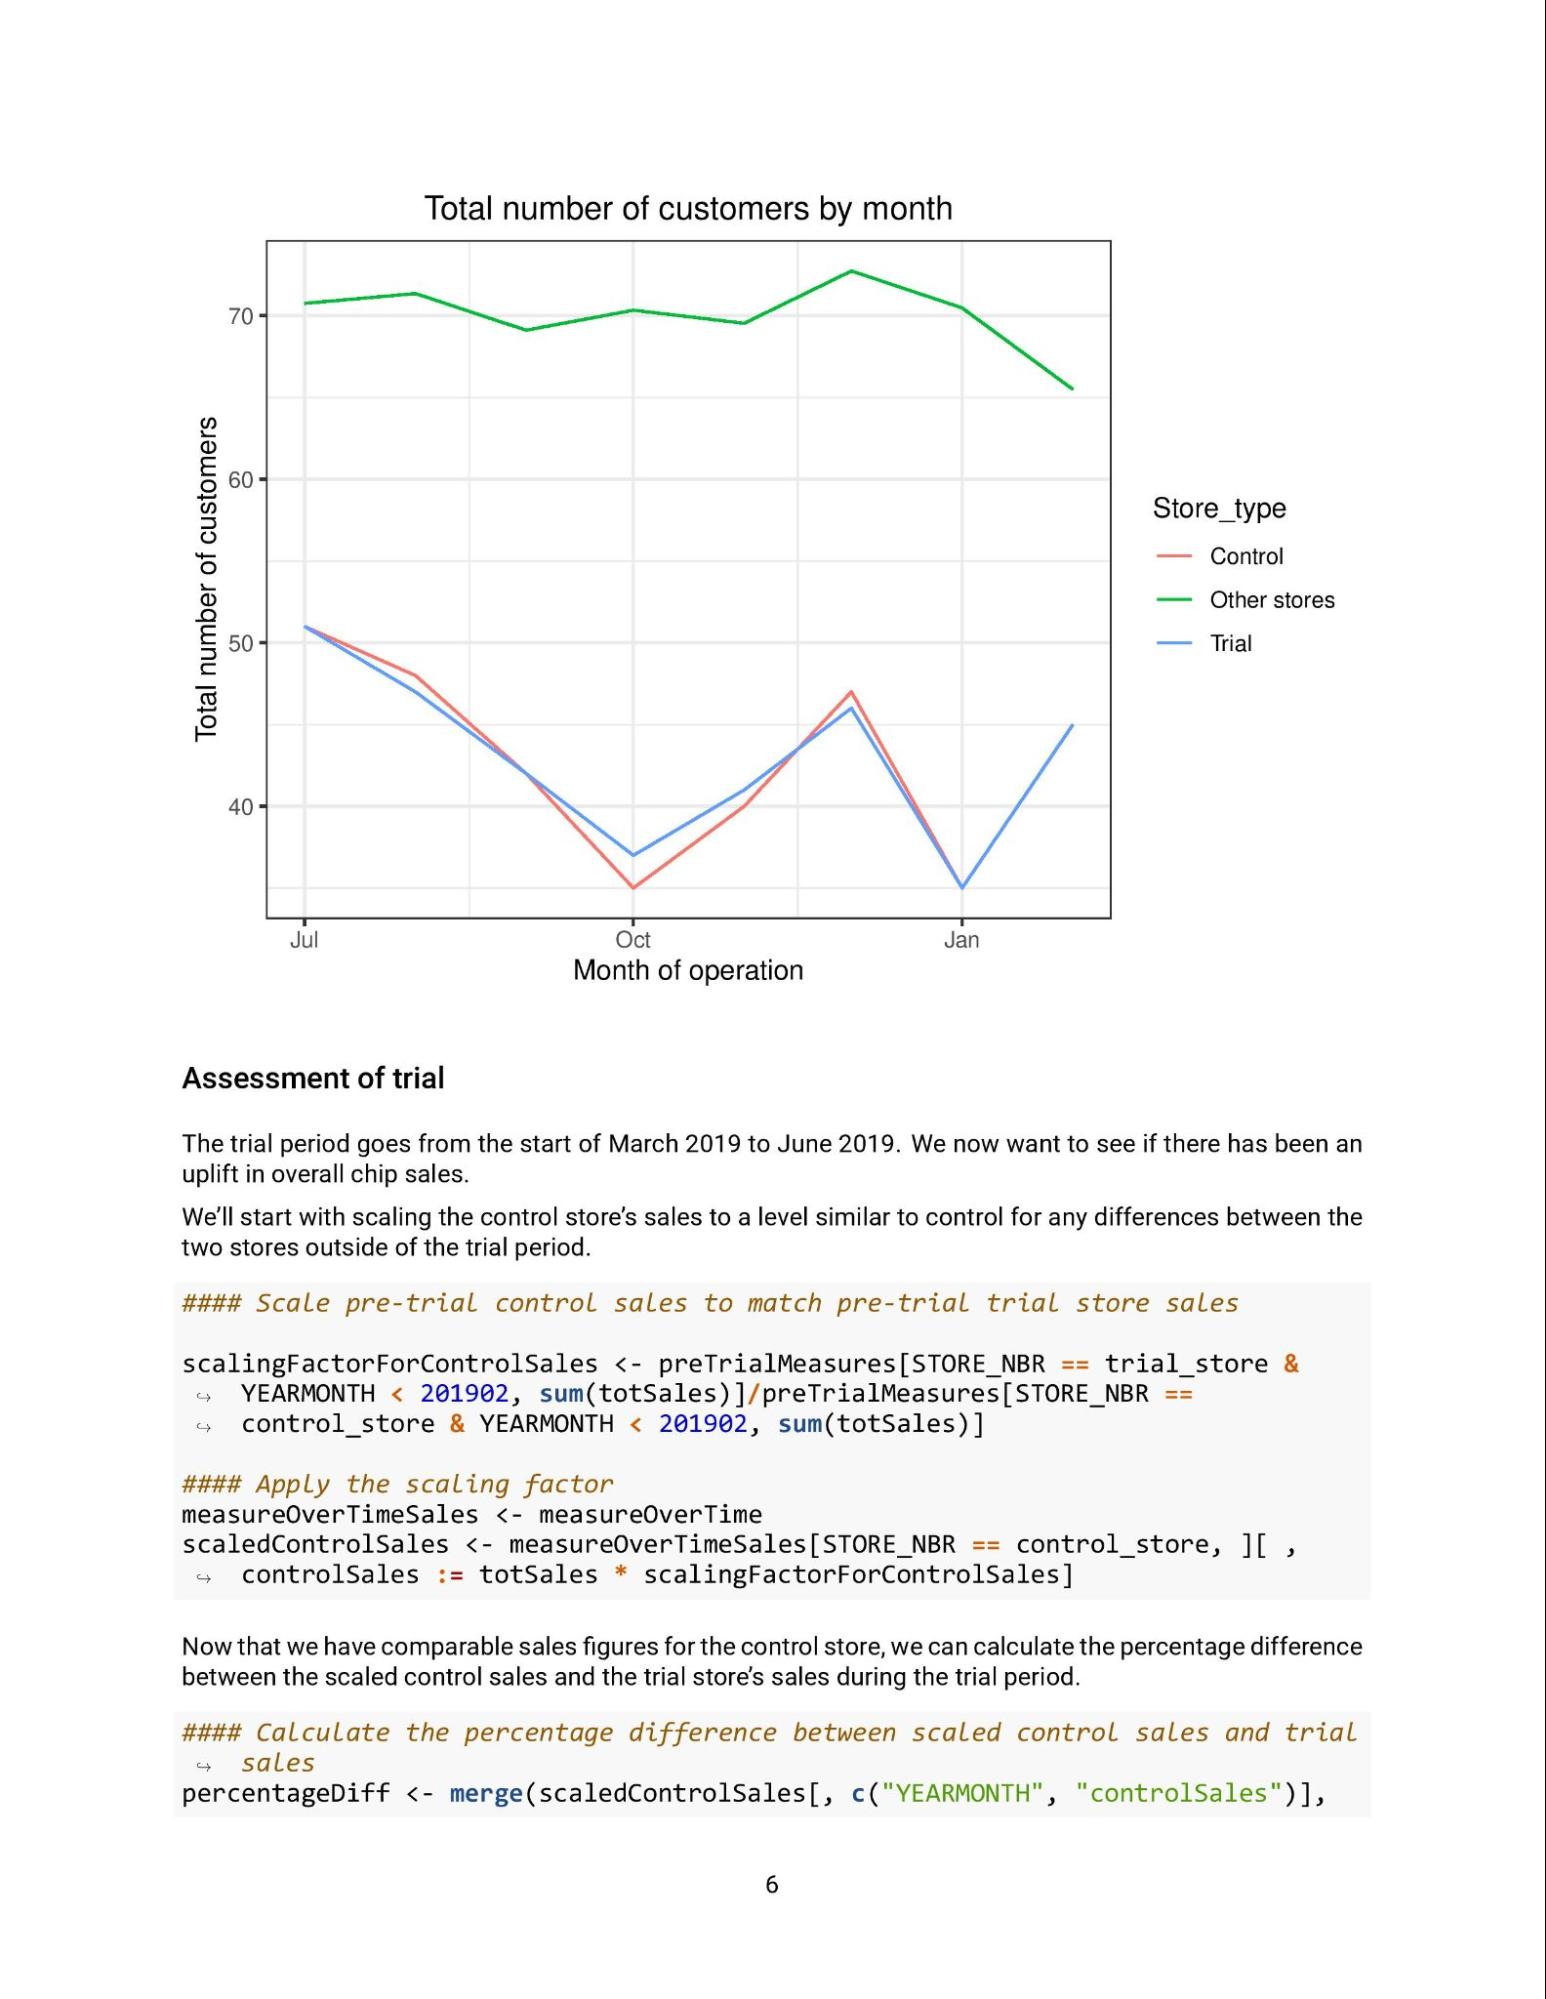 Total number of customers by month
Total number of customers
70
60
50
40
Jul
Oct
Jan
Month of operation
Store_type
Control
Other stores
Trial
Assessment of trial
The trial period goes from the start of March 2019 to June 2019. We now want to see if there has been an
uplift in overall chip sales.
We’ll start with scaling the control store’s sales to a level similar to control for any differences between the
two stores outside of the trial period.
#### Scale pre-trial control sales to match pre-trial trial store sales
scalingFactorForControlSales <- preTrialMeasures[STORE_NBR == trial_store &
↪ YEARMONTH < 201902, sum(totSales)]/preTrialMeasures[STORE_NBR ==
↪ control_store & YEARMONTH < 201902, sum(totSales)]
#### Apply the scaling factor
measureOverTimeSales <- measureOverTime
scaledControlSales <- measureOverTimeSales[STORE_NBR == control_store, ][ ,
↪ controlSales := totSales * scalingFactorForControlSales]
Now that we have comparable sales figures for the control store, we can calculate the percentage difference
between the scaled control sales and the trial store’s sales during the trial period.
#### Calculate the percentage difference between scaled control sales and trial
↪ sales
percentageDiff <- merge(scaledControlSales[, c("YEARMONTH", "controlSales")],
6